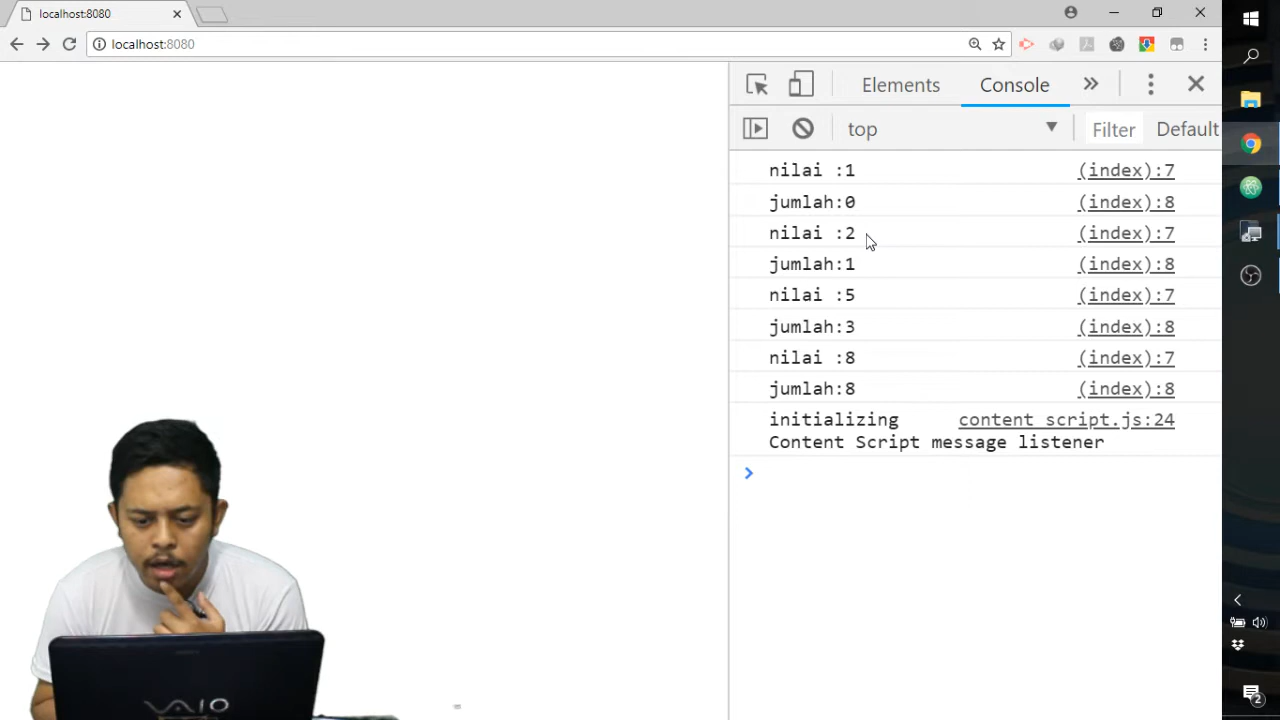 localhost:8080
localhost:8080
Elements Console
top Filter Default
nilai :1 (index):7
jumlah:0 (index):8
nilai :2 (index):7
jumlah:1 (index):8
nilai :5 (index):7
jumlah:3 (index):8
nilai :8 (index):7
jumlah:8 (index):8
initializing content script.js:24
Content Script message listener
VAIO
2